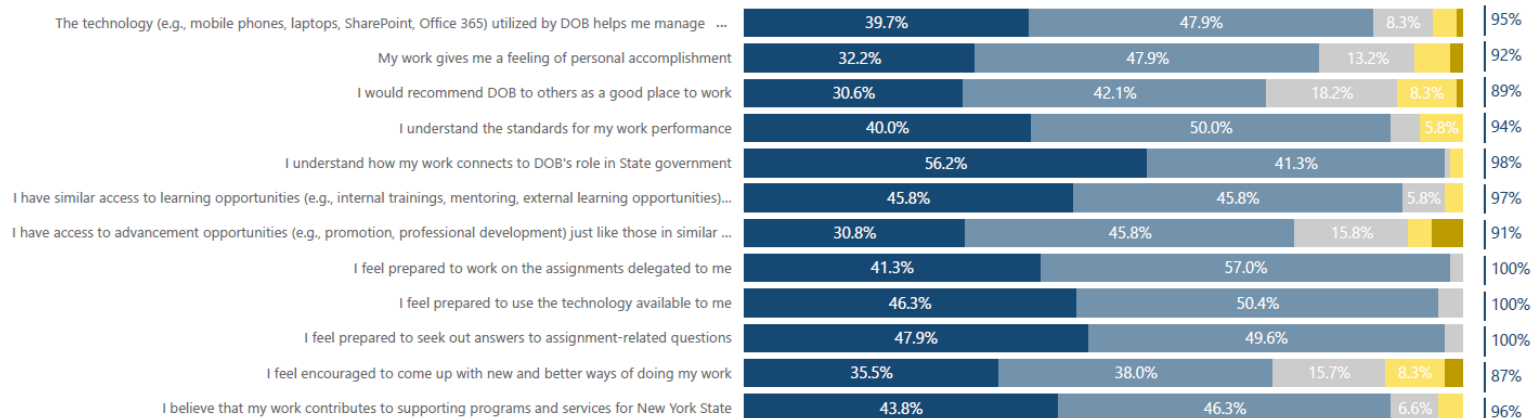 The technology (e.g., mobile phones, laptops, SharePoint, Office 365) utilized by DOB helps me manage ... 39.7% 47.9% 8.3% 95%
My work gives me a feeling of personal accomplishment 32.2% 47.9% 13.2% 92%
I would recommend DOB to others as a good place to work 30.6% 42.1% 18.2% 8.3% 89%
I understand the standards for my work performance 40.0% 50.0% 5.8% 94%
I understand how my work connects to DOB's role in State government 56.2% 41.3% 98%
I have similar access to learning opportunities (e.g., internal trainings, mentoring, external learning opportunities)... 45.8% 45.8% 5.8% 97%
I have access to advancement opportunities (e.g., promotion, professional development) just like those in similar ... 30.8% 45.8% 15.8% 91%
I feel prepared to work on the assignments delegated to me 41.3% 57.0% 100%
I feel prepared to use the technology available to me 46.3% 50.4% 100%
I feel prepared to seek out answers to assignment-related questions 47.9% 49.6% 100%
I feel encouraged to come up with new and better ways of doing my work 35.5% 38.0% 15.7% 8.3% 87%
I believe that my work contributes to supporting programs and services for New York State 43.8% 46.3% 6.6% 96%